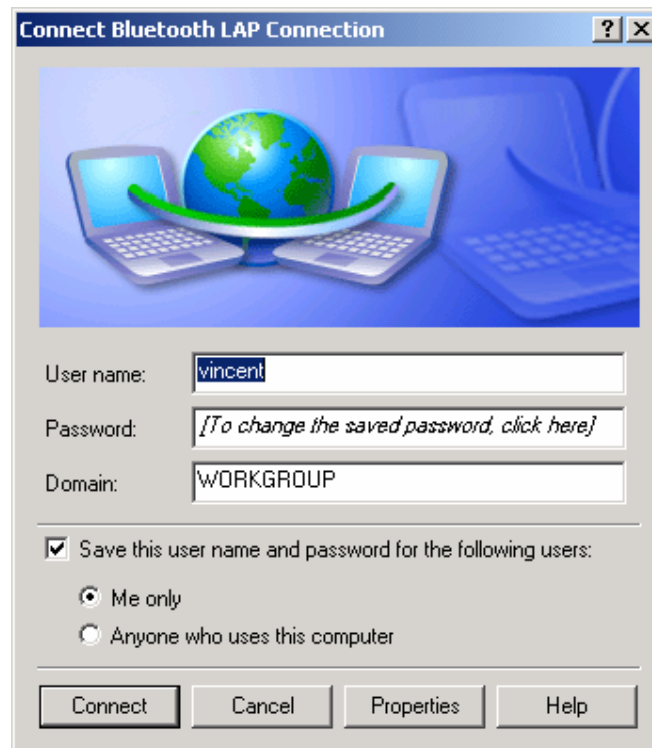 Connect Bluetooth LAP Connection
User name: vincent
Password: [To change the saved password, click here]
Domain: WORKGROUP
Save this user name and password for the following users:
Me only
Anyone who uses this computer
Connect Cancel Properties Help